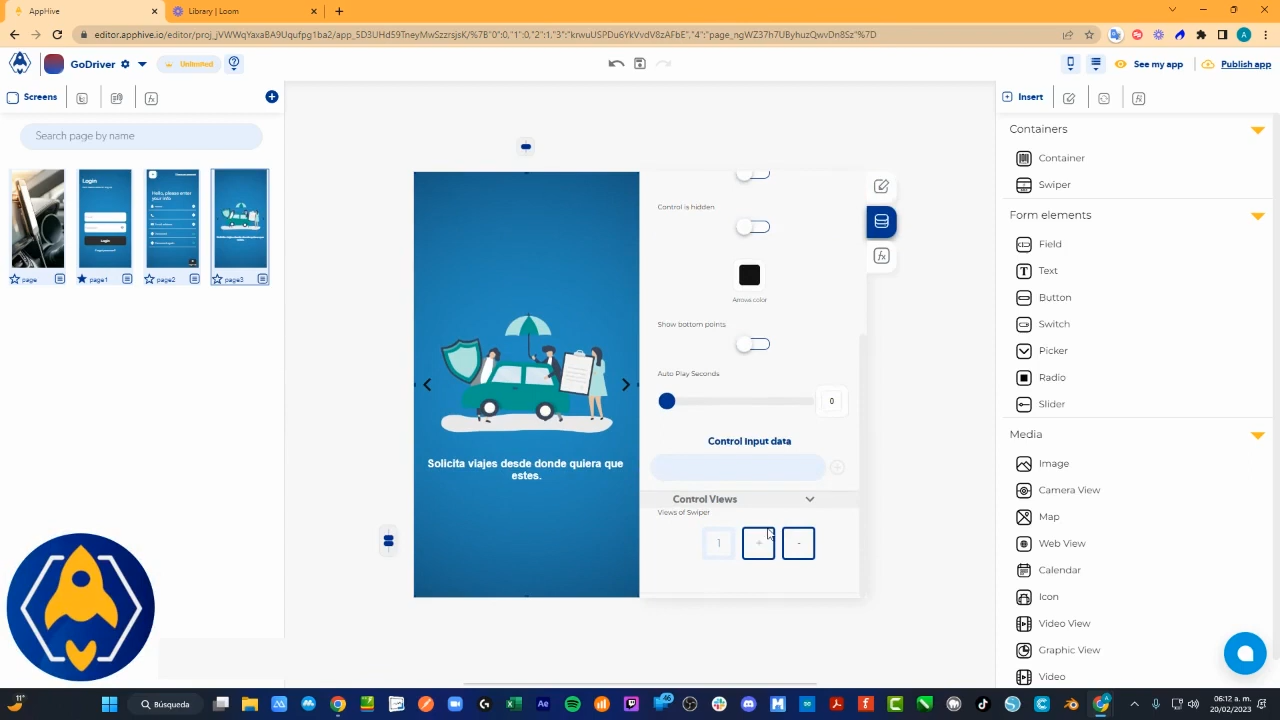 AppHive
Library | Loom
editor.apphive.io/editor/proj_jVWWqYaxaBA9Uqufpg1ba2/app_5D3UHd59TneyMwSzzrsjsK/%7B"0":0,"1":0,"2":1,"3":"krwuUSPDu6YkVvdV8zAFbE","4":"page_ngWZ37h7UByhuzQwvDn8Sz"%7D
A
GoDriver
Unlimited
See my app
Publish app
Screens
Insert
Search page by name
Login
Login
Hello, please enter your info
page
page1
page2
page3
Solicita viajes desde donde quiera que estes.
Control is hidden
Arrows color
Show bottom points
Auto Play Seconds
0
Control input data
Control Views
Views of Swiper
1
+
-
Containers
Container
Swiper
Form elements
Field
Text
Button
Switch
Picker
Radio
Slider
Media
Image
Camera View
Map
Web View
Calendar
Icon
Video View
Graphic View
Video
11°
Búsqueda
46
06:12 a. m.
20/02/2023